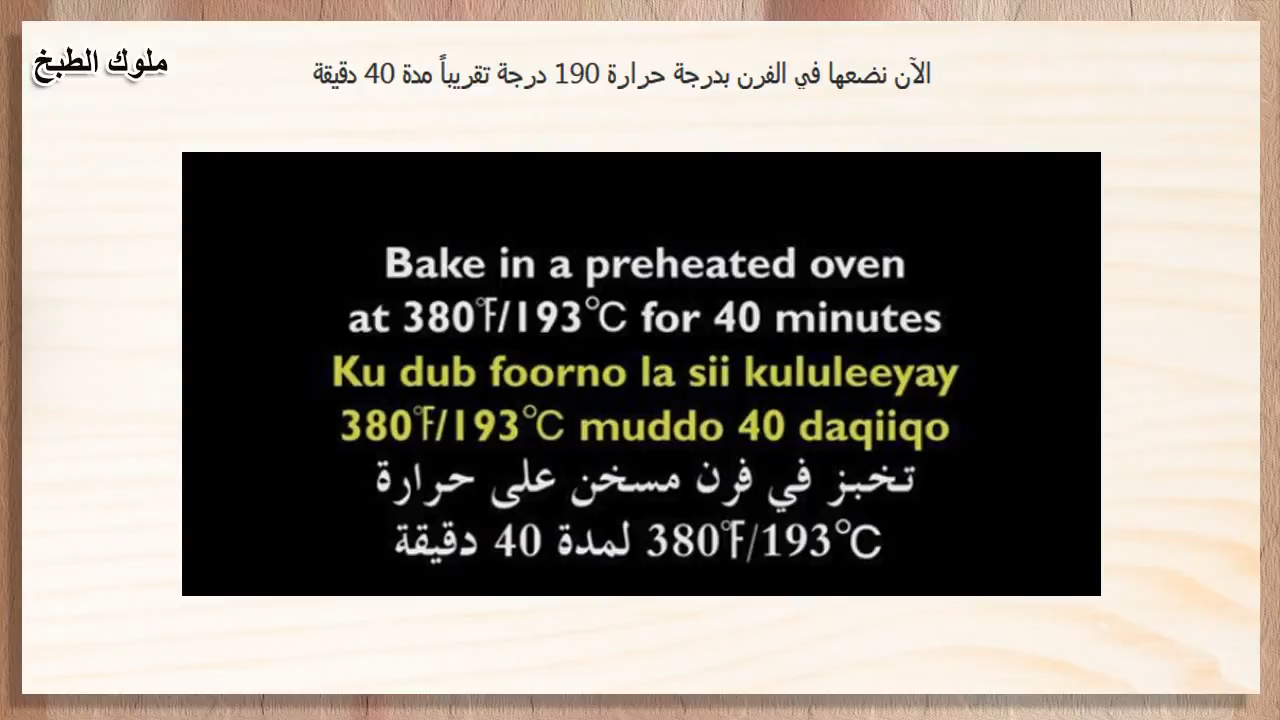 ملوك الطبخ
الآن نضعها في الفرن بدرجة حرارة 190 درجة تقريباً مدة 40 دقيقة
Bake in a preheated oven
at 380℉/193℃ for 40 minutes
Ku dub foorno la sii kululeeyay
380℉/193℃ muddo 40 daqiiqo
تخبز في فرن مسخن على حرارة
380℉/193℃ لمدة 40 دقيقة